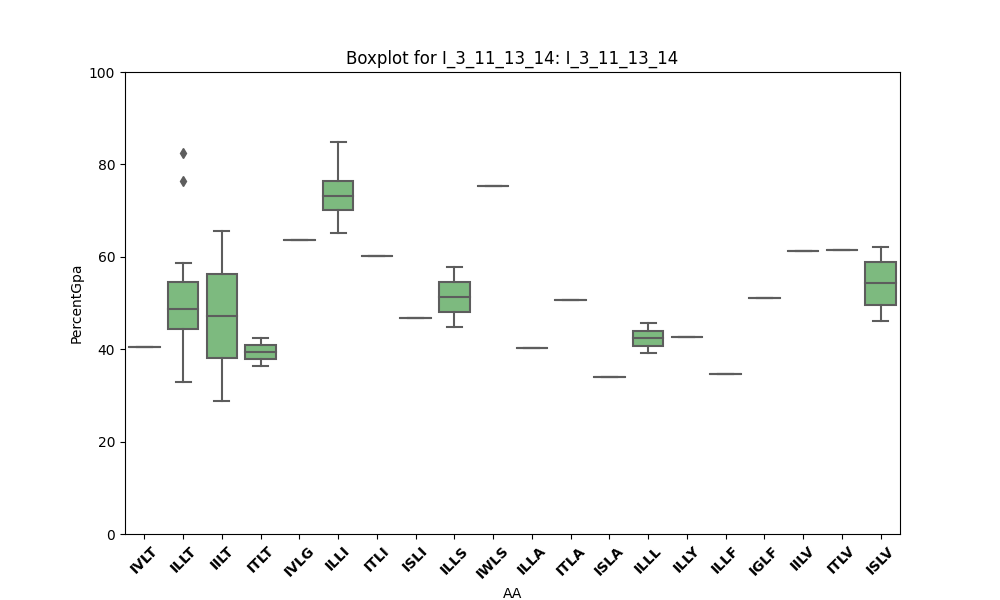 Boxplot for I_3_11_13_14: I_3_11_13_14
100
80
60
40
20
0
PercentGpa
IVLT
ILLT
IILT
ITLT
IVLG
ILLI
ITLI
ISLI
ILLS
IWLS
ILLA
ITLA
ISLA
ILLL
ILLY
ILLF
IGLF
IILV
ITLV
ISLV
AA